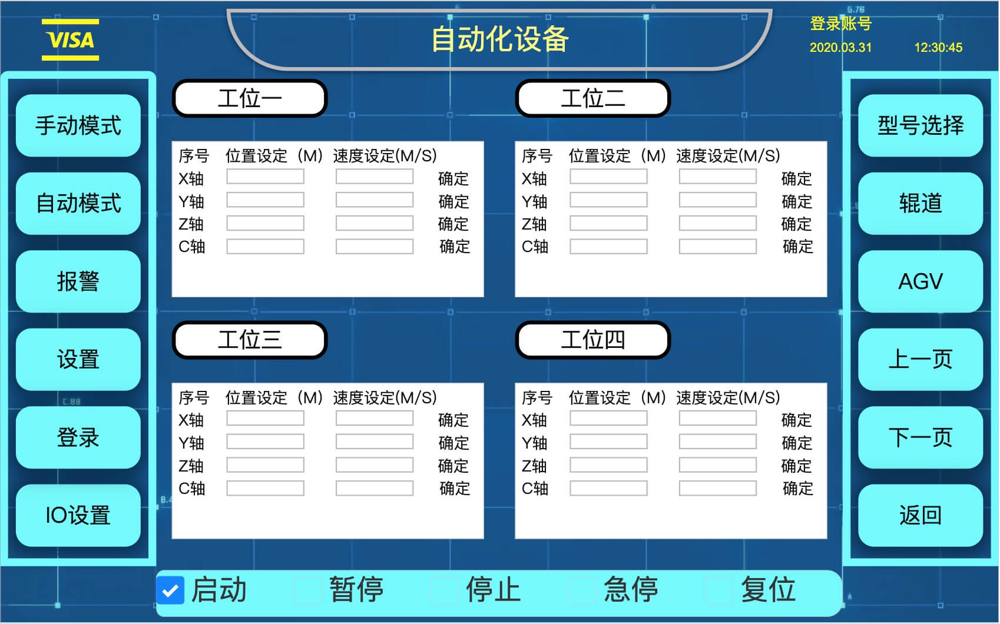 VISA
自动化设备
登录账号
2020.03.31 12:30:45
手动模式
自动模式
报警
设置
登录
IO设置
工位一
序号 位置设定（M） 速度设定(M/S)
X轴 确定
Y轴 确定
Z轴 确定
C轴 确定
工位二
序号 位置设定（M） 速度设定(M/S)
X轴 确定
Y轴 确定
Z轴 确定
C轴 确定
工位三
序号 位置设定（M） 速度设定(M/S)
X轴 确定
Y轴 确定
Z轴 确定
C轴 确定
工位四
序号 位置设定（M） 速度设定(M/S)
X轴 确定
Y轴 确定
Z轴 确定
C轴 确定
型号选择
辊道
AGV
上一页
下一页
返回
启动 暂停 停止 急停 复位